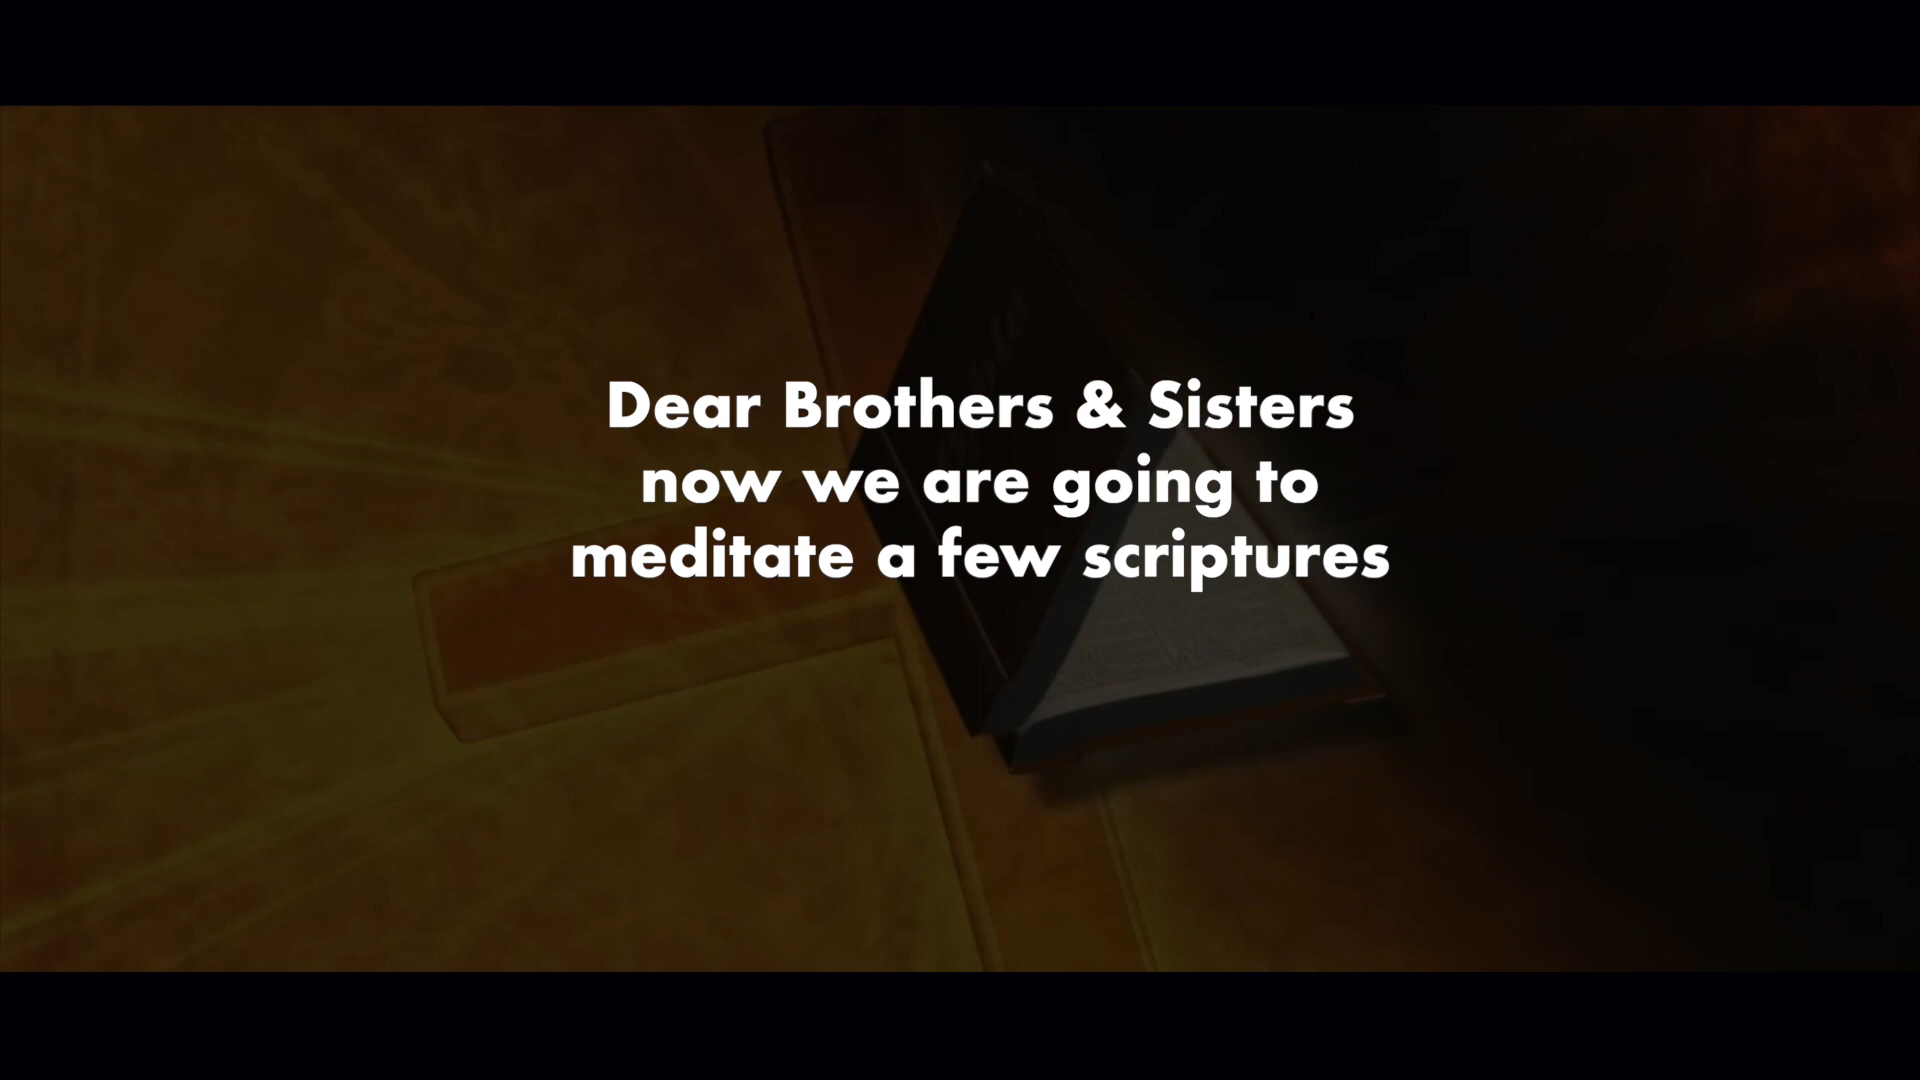 Dear Brothers & Sisters
now we are going to
meditate a few scriptures